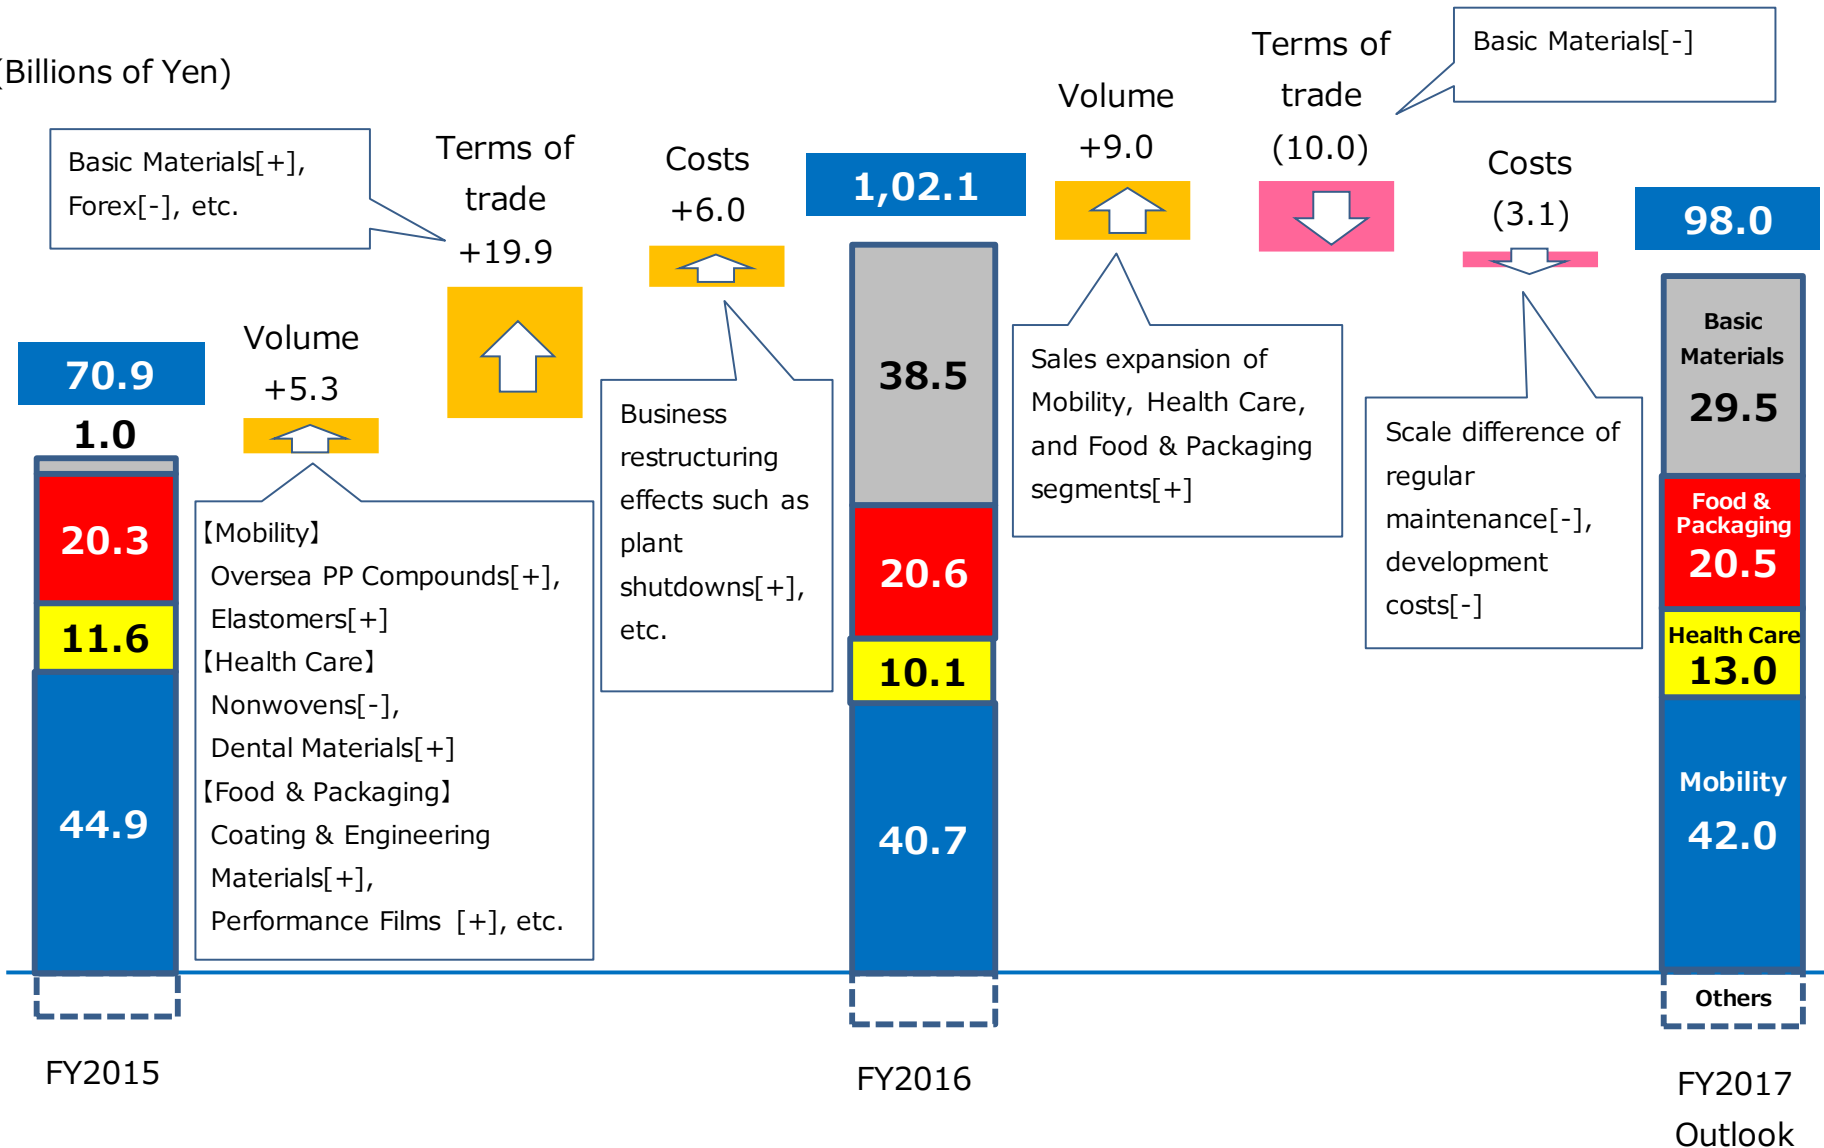 (Billions of Yen)
Basic Materials[+],
Forex[-], etc.
70.9
1.0
20.3
11.6
44.9
FY2015
Volume
+5.3
【Mobility】
Oversea PP Compounds[+],
Elastomers[+]
【Health Care】
Nonwovens[-],
Dental Materials[+]
【Food & Packaging】
Coating & Engineering
Materials[+],
Performance Films [+], etc.
Terms of
trade
+19.9
Costs
+6.0
Business
restructuring
effects such as
plant
shutdowns[+],
etc.
1,02.1
38.5
20.6
10.1
40.7
FY2016
Volume
+9.0
Sales expansion of
Mobility, Health Care,
and Food & Packaging
segments[+]
Terms of
trade
(10.0)
Basic Materials[-]
Costs
(3.1)
Scale difference of
regular
maintenance[-],
development
costs[-]
98.0
Basic
Materials
29.5
Food &
Packaging
20.5
Health Care
13.0
Mobility
42.0
Others
FY2017
Outlook